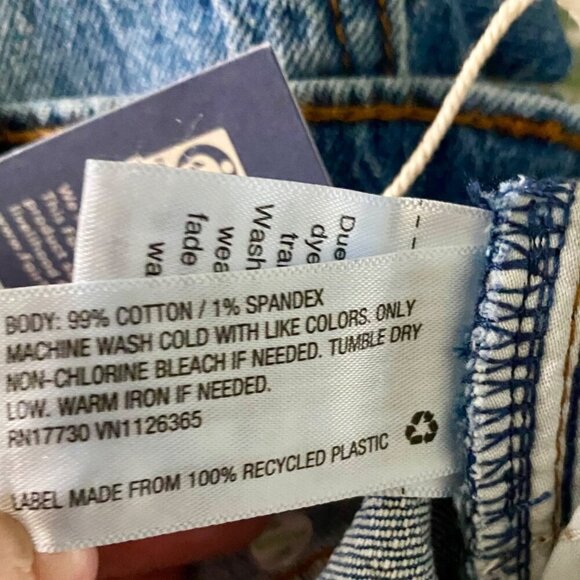 BODY: 99% COTTON / 1% SPANDEX
MACHINE WASH COLD WITH LIKE COLORS. ONLY
NON-CHLORINE BLEACH IF NEEDED. TUMBLE DRY
LOW. WARM IRON IF NEEDED.
RN17730 VN1126365
LABEL MADE FROM 100% RECYCLED PLASTIC
Due
dye
tra
Wash
wea
fade
wa